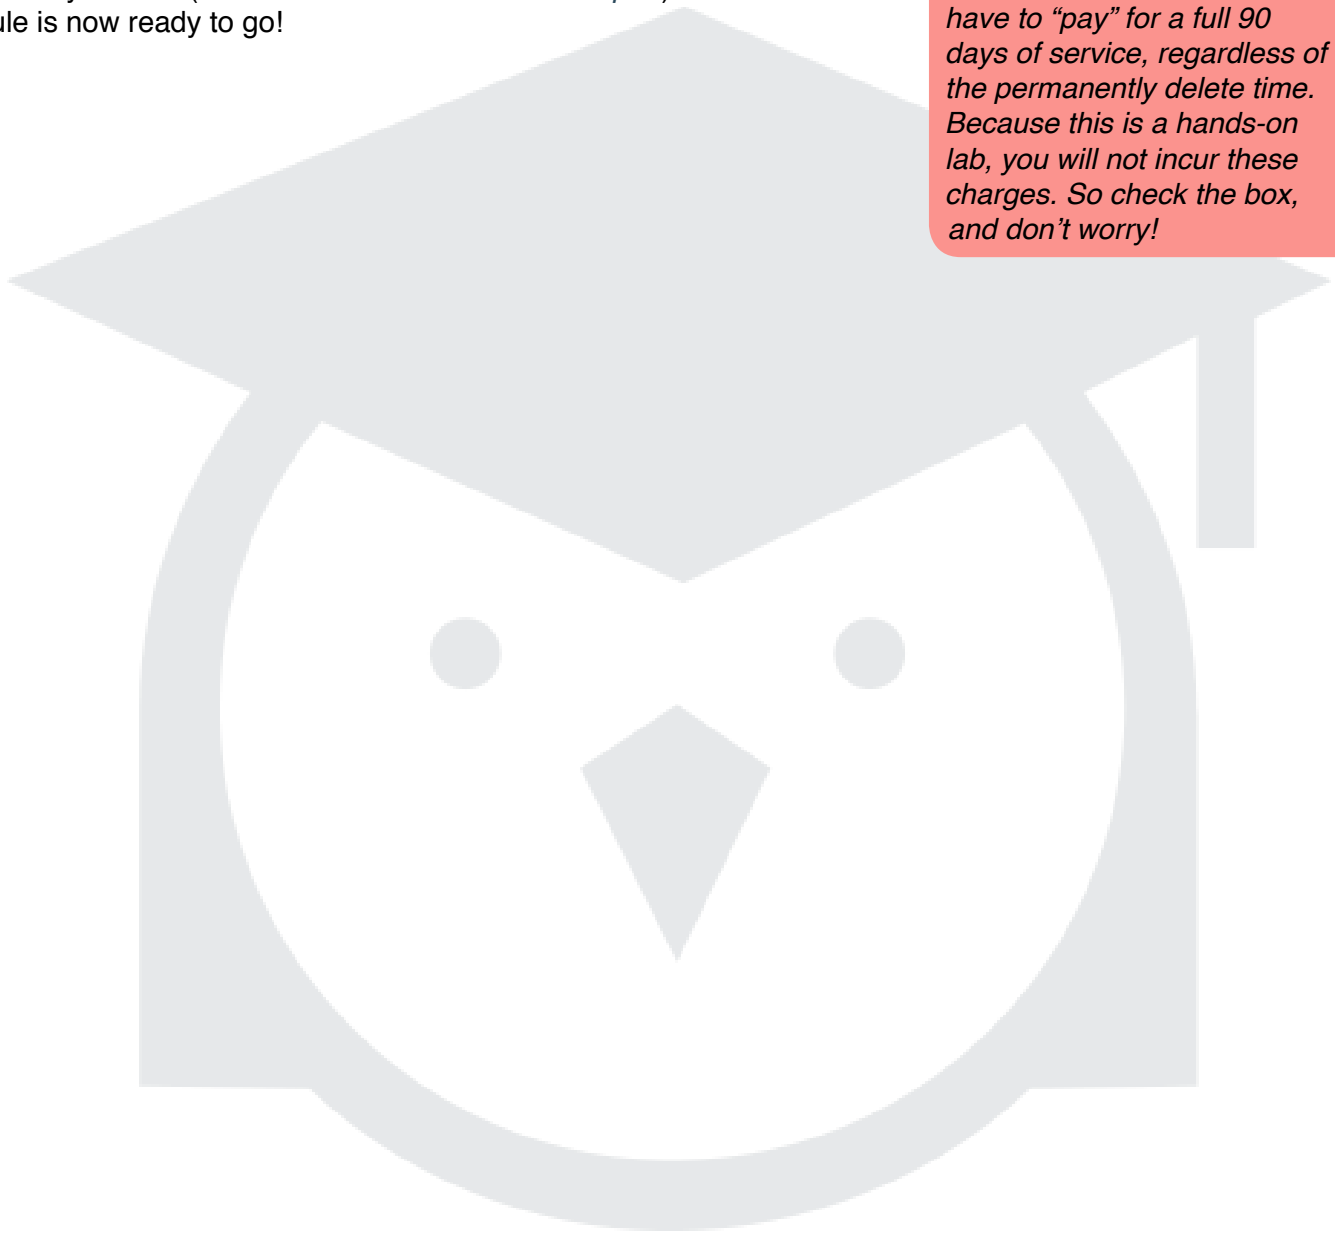 ule is now ready to go!
have to “pay” for a full 90
days of service, regardless of
the permanently delete time.
Because this is a hands-on
lab, you will not incur these
charges. So check the box,
and don’t worry!